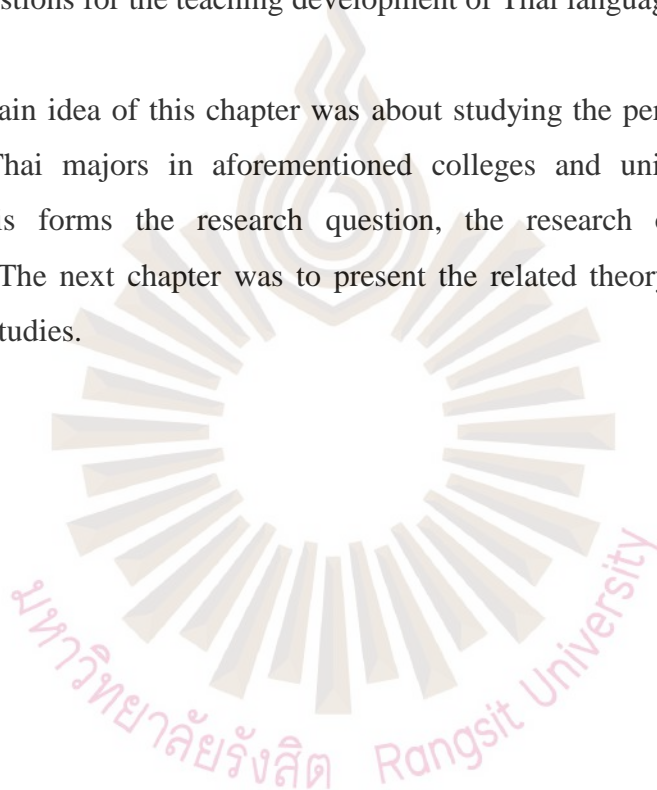 stions for the teaching development of Thai languag
ain idea of this chapter was about studying the per
Thai majors in aforementioned colleges and uni
is forms the research question, the research
The next chapter was to present the related theory
tudies.
มหาวิทยาลัยรังสิต Rangsit University